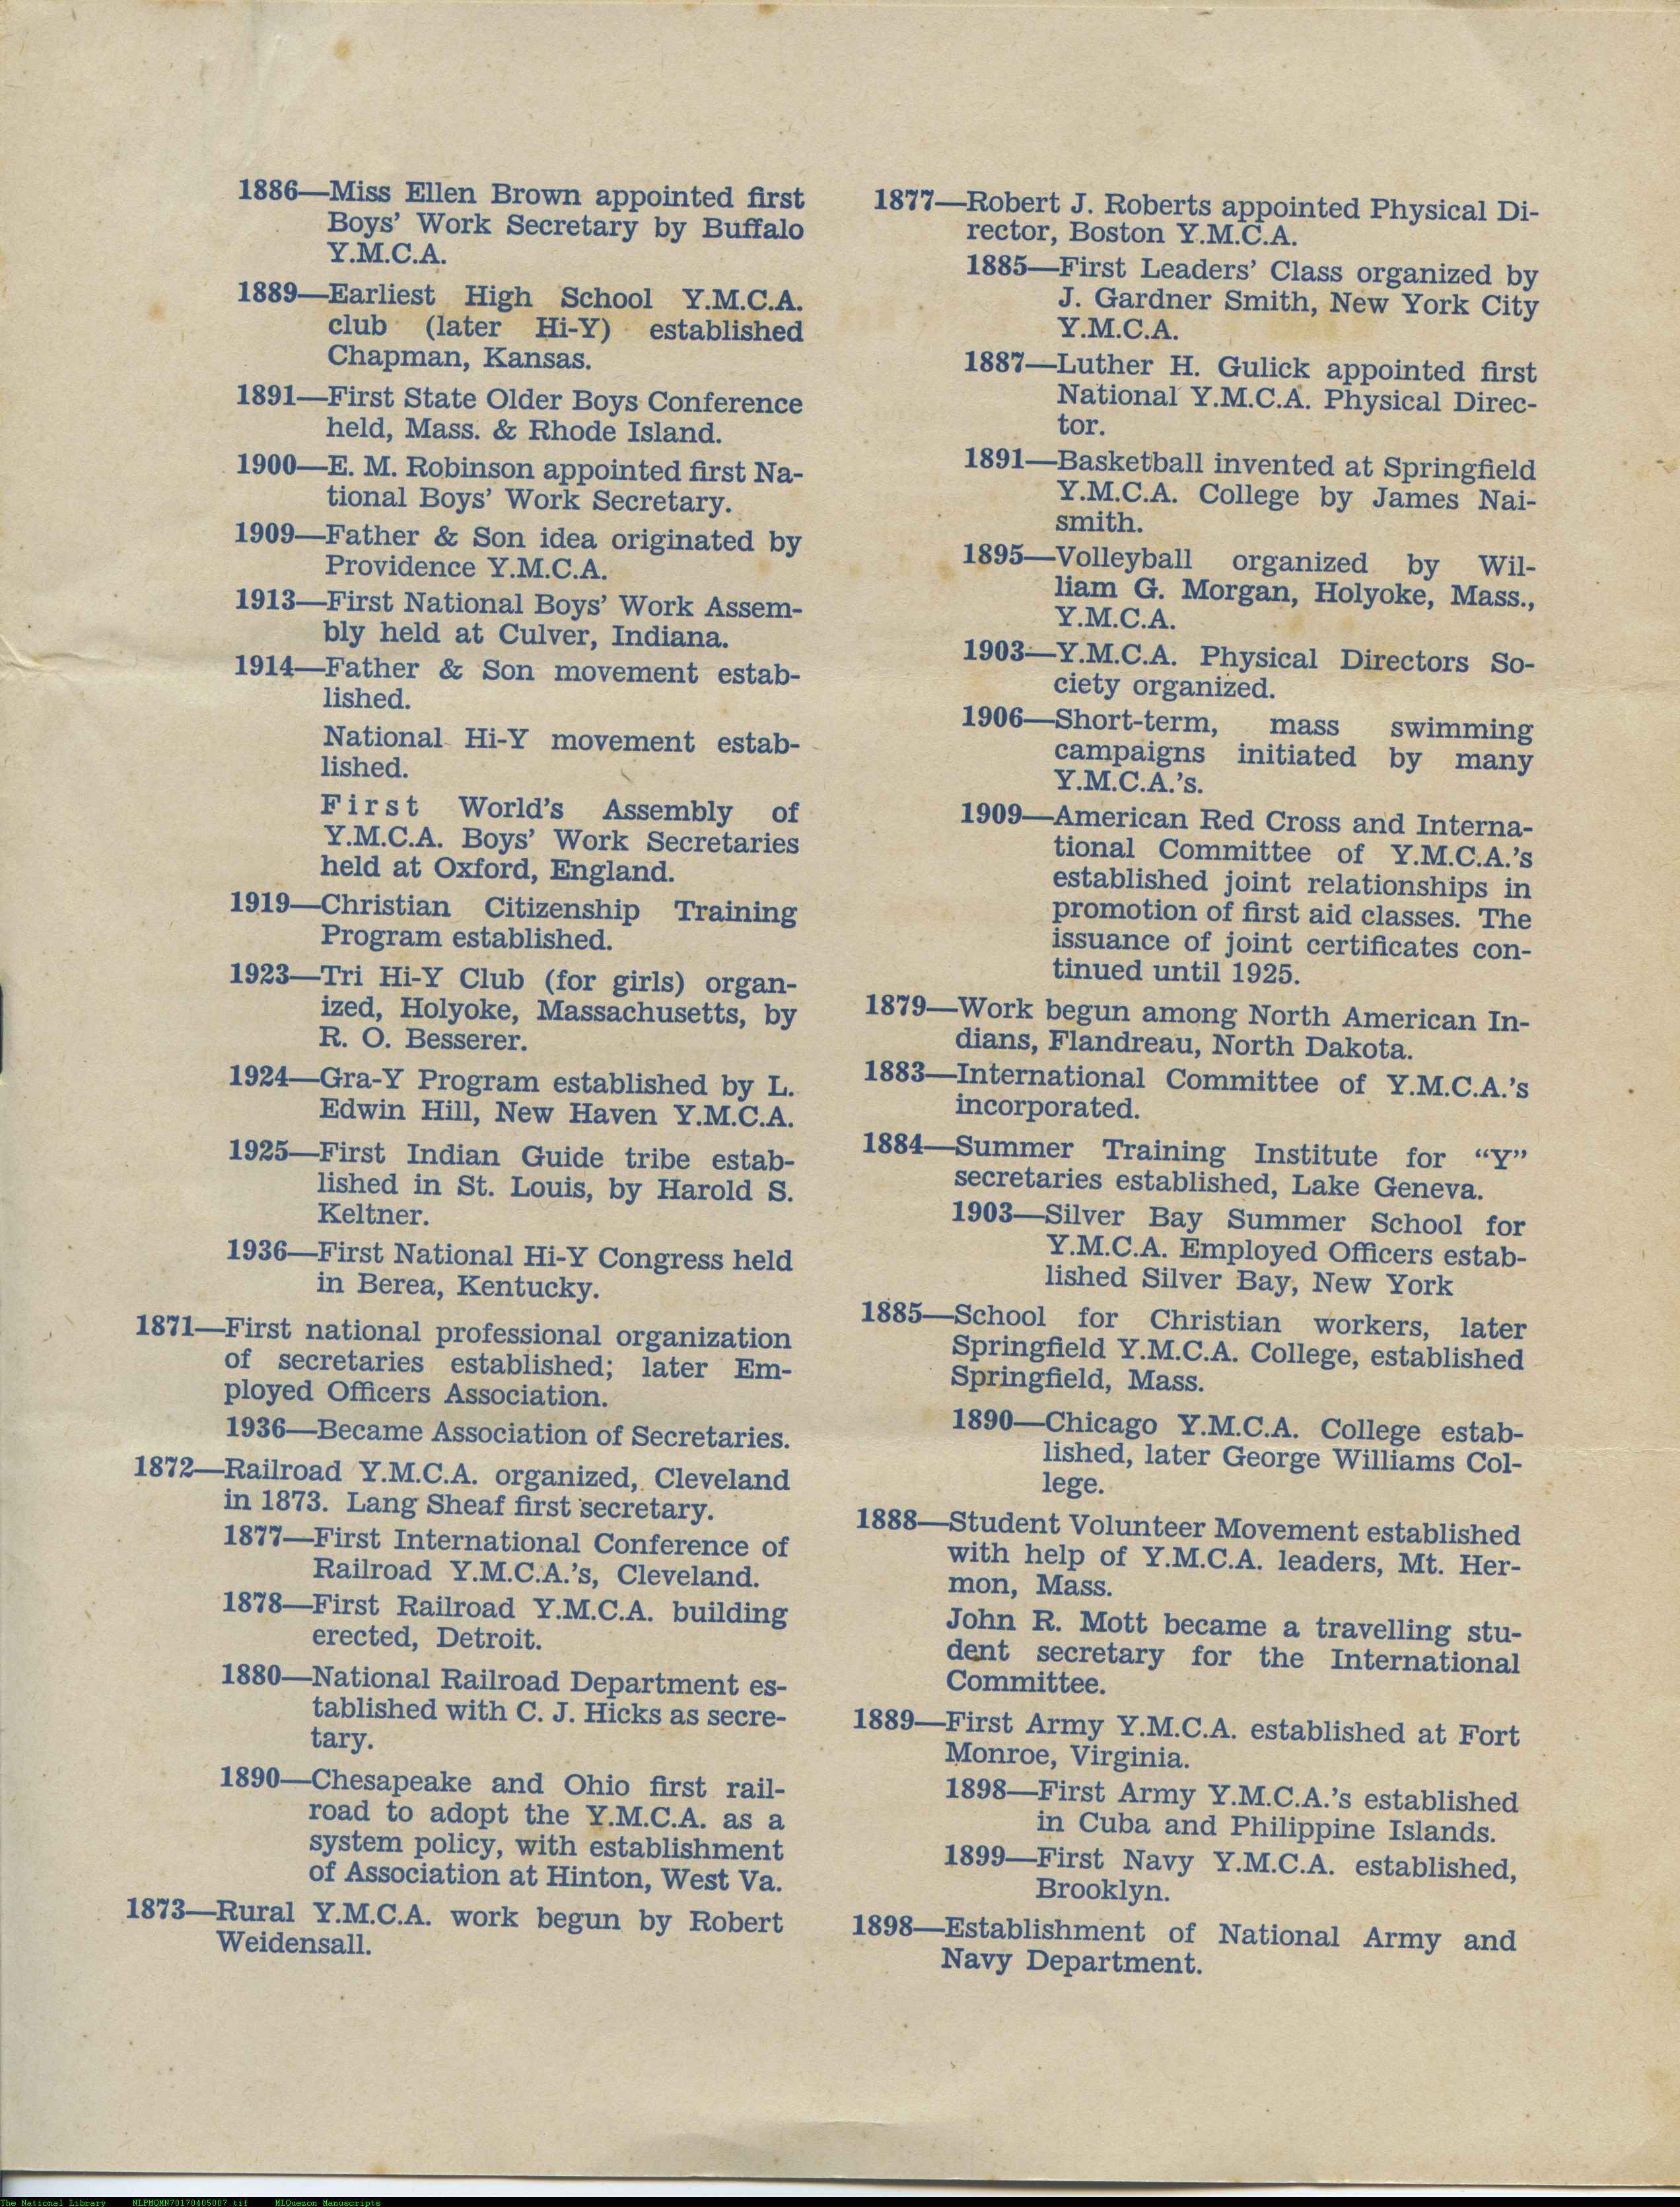 1886—Miss Ellen Brown appointed first
Boys' Work Secretary by Buffalo
Y.M.C.A.
1889—Earliest High School Y.M.C.A.
club (later Hi-Y) established
Chapman, Kansas.
1891—First State Older Boys Conference
held, Mass. & Rhode Island.
1900—E. M. Robinson appointed first Na-
tional Boys' Work Secretary.
1909—Father & Son idea originated by
Providence Y.M.C.A.
1913—First National Boys' Work Assem-
bly held at Culver, Indiana.
1914—Father & Son movement estab-
lished.
National Hi-Y movement estab-
lished.
First World's Assembly of
Y.M.C.A. Boys' Work Secretaries
held at Oxford, England.
1919—Christian Citizenship Training
Program established.
1923—Tri Hi-Y Club (for girls) organ-
ized, Holyoke, Massachusetts, by
R. O. Besserer.
1924—Gra-Y Program established by L.
Edwin Hill, New Haven Y.M.C.A.
1925—First Indian Guide tribe estab-
lished in St. Louis, by Harold S.
Keltner.
1936—First National Hi-Y Congress held
in Berea, Kentucky.
1871—First national professional organization
of secretaries established; later Em-
ployed Officers Association.
1936—Became Association of Secretaries.
1872—Railroad Y.M.C.A. organized, Cleveland
in 1873. Lang Sheaf first secretary.
1877—First International Conference of
Railroad Y.M.C.A.'s, Cleveland.
1878—First Railroad Y.M.C.A. building
erected, Detroit.
1880—National Railroad Department es-
tablished with C. J. Hicks as secre-
tary.
1890—Chesapeake and Ohio first rail-
road to adopt the Y.M.C.A. as a
system policy, with establishment
of Association at Hinton, West Va.
1873—Rural Y.M.C.A. work begun by Robert
Weidensall.
1877—Robert J. Roberts appointed Physical Di-
rector, Boston Y.M.C.A.
1885—First Leaders' Class organized by
J. Gardner Smith, New York City
Y.M.C.A.
1887—Luther H. Gulick appointed first
National Y.M.C.A. Physical Direc-
tor.
1891—Basketball invented at Springfield
Y.M.C.A. College by James Nai-
smith.
1895—Volleyball organized by Wil-
liam G. Morgan, Holyoke, Mass.,
Y.M.C.A.
1903—Y.M.C.A. Physical Directors So-
ciety organized.
1906—Short-term, mass swimming
campaigns initiated by many
Y.M.C.A.'s.
1909—American Red Cross and Interna-
tional Committee of Y.M.C.A.'s
established joint relationships in
promotion of first aid classes. The
issuance of joint certificates con-
tinued until 1925.
1879—Work begun among North American In-
dians, Flandreau, North Dakota.
1883—International Committee of Y.M.C.A.'s
incorporated.
1884—Summer Training Institute for "Y"
secretaries established, Lake Geneva.
1903—Silver Bay Summer School for
Y.M.C.A. Employed Officers estab-
lished Silver Bay, New York
1885—School for Christian workers, later
Springfield Y.M.C.A. College, established
Springfield, Mass.
1890—Chicago Y.M.C.A. College estab-
lished, later George Williams Col-
lege.
1888—Student Volunteer Movement established
with help of Y.M.C.A. leaders, Mt. Her-
mon, Mass.
John R. Mott became a travelling stu-
dent secretary for the International
Committee.
1889—First Army Y.M.C.A. established at Fort
Monroe, Virginia.
1898—First Army Y.M.C.A.'s established
in Cuba and Philippine Islands.
1899—First Navy Y.M.C.A. established,
Brooklyn.
1898—Establishment of National Army and
Navy Department.
The National Library NLPMQMN70170405007.tif MLQuezon Manuscripts